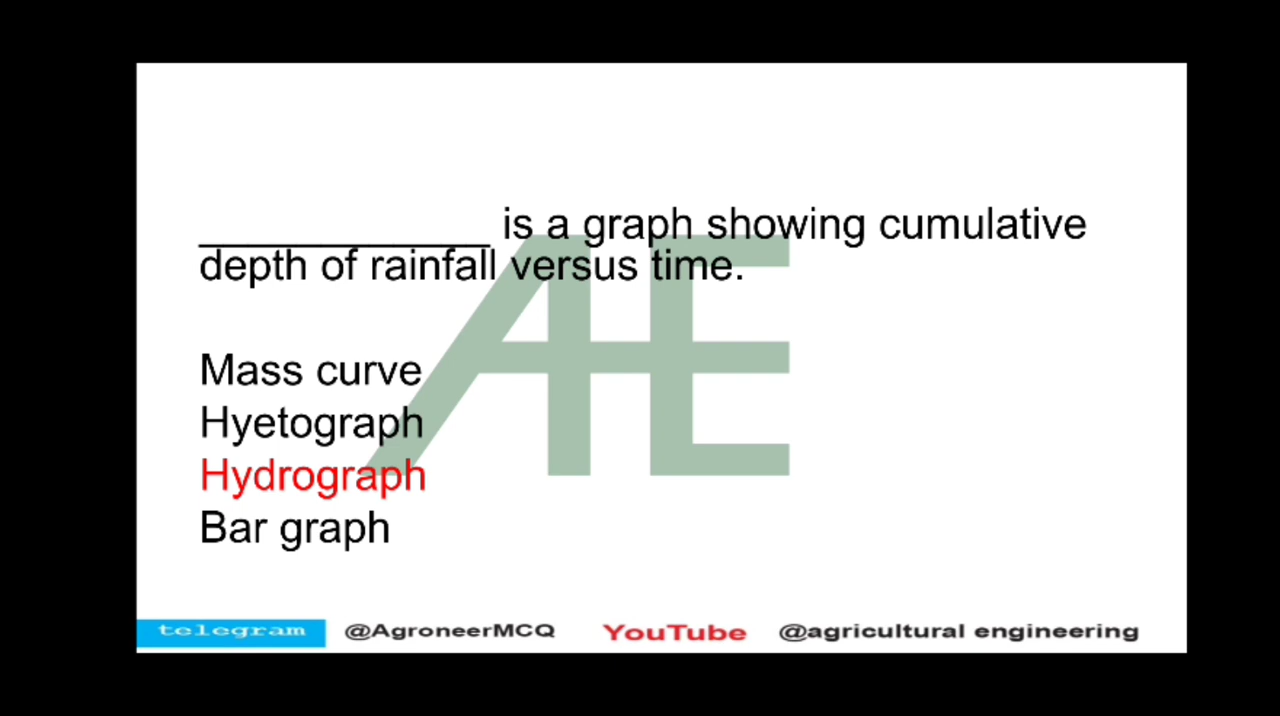 _____________ is a graph showing cumulative
depth of rainfall versus time.
Mass curve
Hyetograph
Hydrograph
Bar graph
AE
telegram @AgroneerMCQ YouTube @agricultural engineering